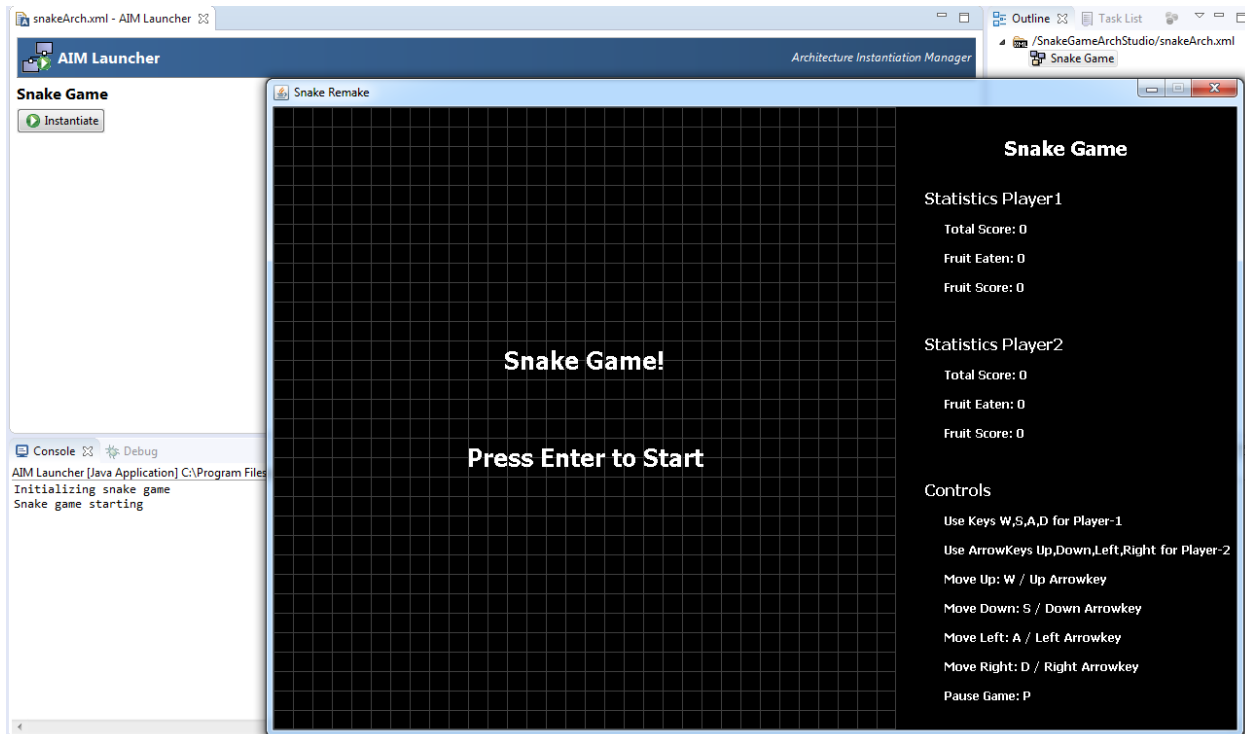 snakeArch.xml - AIM Launcher
Outline
Task List
AIM Launcher
Architecture Instantiation Manager
/SnakeGameArchStudio/snakeArch.xml
Snake Game
Snake Game
Instantiate
Snake Remake
Snake Game
Statistics Player1
Total Score: 0
Fruit Eaten: 0
Fruit Score: 0
Statistics Player2
Total Score: 0
Fruit Eaten: 0
Fruit Score: 0
Snake Game!
Press Enter to Start
Controls
Use Keys W,S,A,D for Player-1
Use ArrowKeys Up,Down,Left,Right for Player-2
Move Up: W / Up Arrowkey
Move Down: S / Down Arrowkey
Move Left: A / Left Arrowkey
Move Right: D / Right Arrowkey
Pause Game: P
Console
Debug
AIM Launcher [Java Application] C:\Program Files
Initializing snake game
Snake game starting